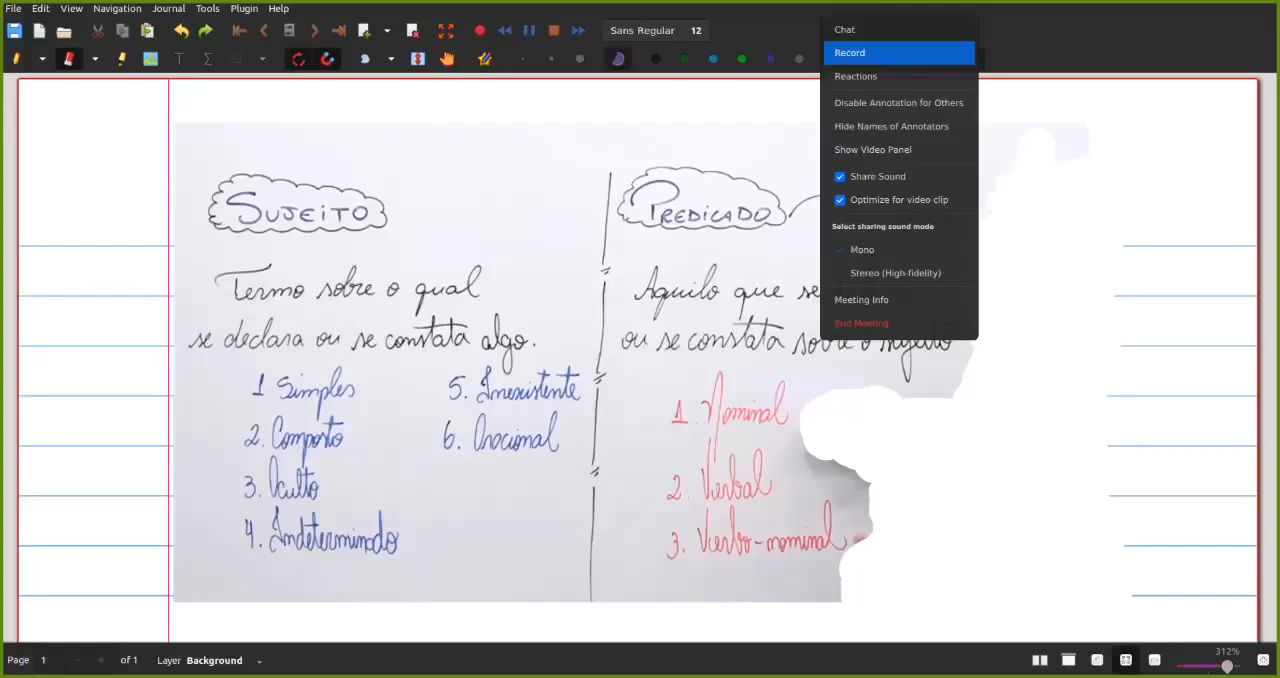 File Edit View Navigation Journal Tools Plugin Help
Sans Regular 12
Chat
Record
Reactions
Disable Annotation for Others
Hide Names of Annotators
Show Video Panel
Share Sound
Optimize for video clip
Select sharing sound mode
Mono
Stereo (High-fidelity)
Meeting Info
End Meeting
SUJEITO
Termo sobre o qual
se declara ou se constata algo.
1 Simples
2. Composto
3. Oculto
4. Indeterminado
5. Inexistente
6. Oracional
PREDICADO
Aquilo que se
ou se constata sobre o sujeito
1. Nominal
2. Verbal
3. Verbo-nominal
Page 1 of 1 Layer Background
312%